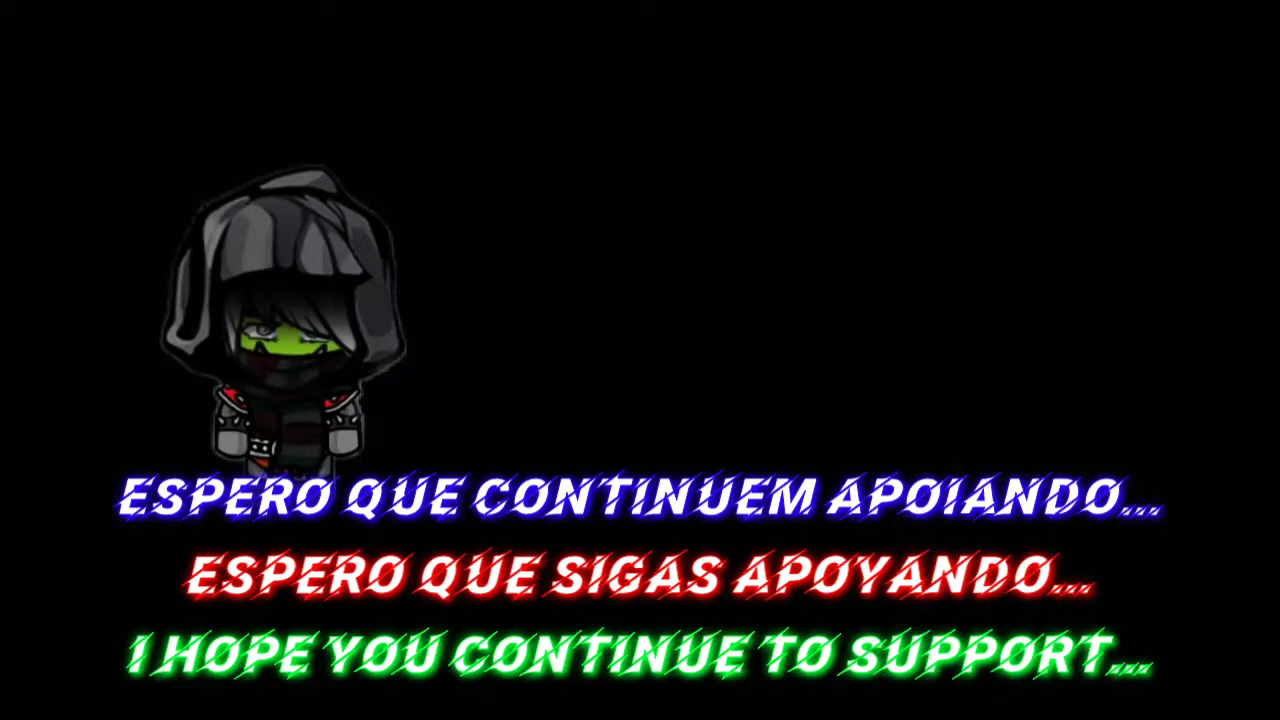 ESPERO QUE CONTINUEM APOIANDO...
ESPERO QUE SIGAS APOYANDO...
I HOPE YOU CONTINUE TO SUPPORT...